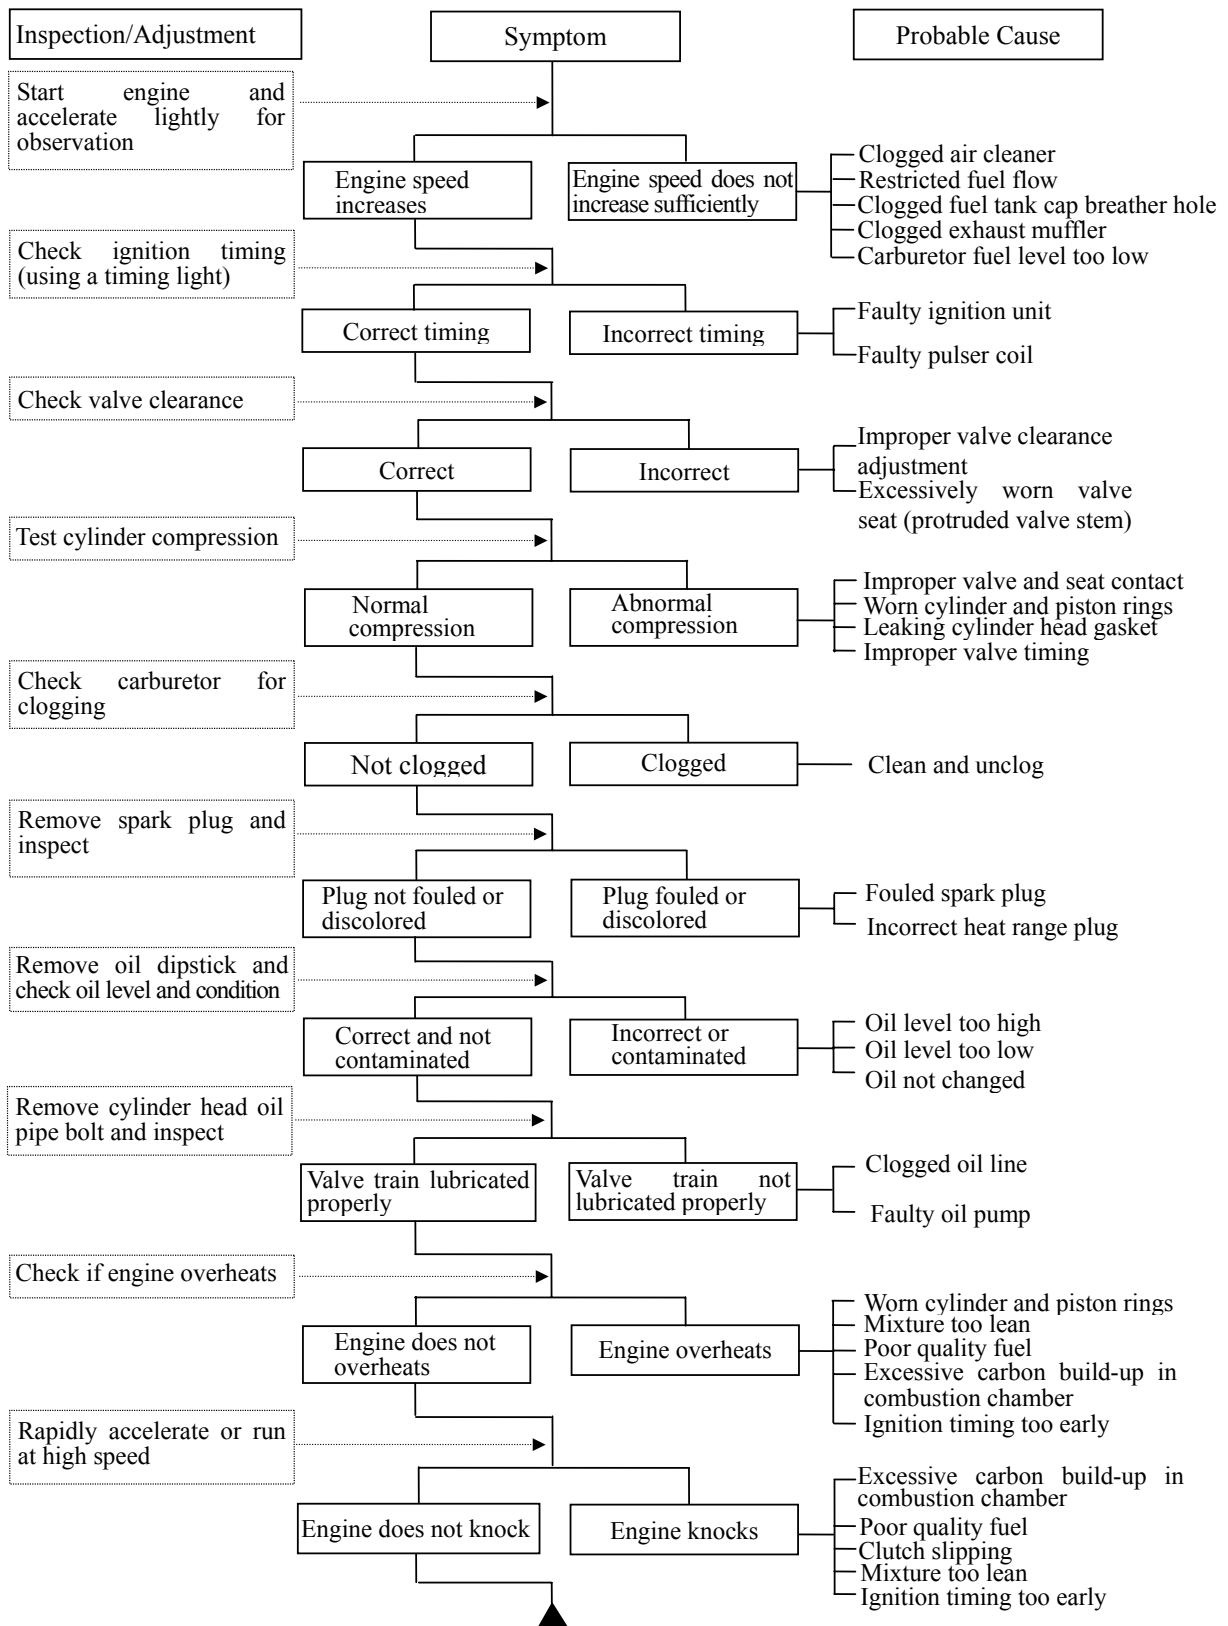 Inspection/Adjustment
Symptom
Probable Cause
Start engine and
accelerate lightly for
observation
Engine speed
increases
Engine speed does not
increase sufficiently
Clogged air cleaner
Restricted fuel flow
Clogged fuel tank cap breather hole
Clogged exhaust muffler
Carburetor fuel level too low
Check ignition timing
(using a timing light)
Correct timing
Incorrect timing
Faulty ignition unit
Faulty pulser coil
Check valve clearance
Correct
Incorrect
Improper valve clearance
adjustment
Excessively worn valve
seat (protruded valve stem)
Test cylinder compression
Normal
compression
Abnormal
compression
Improper valve and seat contact
Worn cylinder and piston rings
Leaking cylinder head gasket
Improper valve timing
Check carburetor for
clogging
Not clogged
Clogged
Clean and unclog
Remove spark plug and
inspect
Plug not fouled or
discolored
Plug fouled or
discolored
Fouled spark plug
Incorrect heat range plug
Remove oil dipstick and
check oil level and condition
Correct and not
contaminated
Incorrect or
contaminated
Oil level too high
Oil level too low
Oil not changed
Remove cylinder head oil
pipe bolt and inspect
Valve train lubricated
properly
Valve train not
lubricated properly
Clogged oil line
Faulty oil pump
Check if engine overheats
Engine does not
overheats
Engine overheats
Worn cylinder and piston rings
Mixture too lean
Poor quality fuel
Excessive carbon build-up in
combustion chamber
Ignition timing too early
Rapidly accelerate or run
at high speed
Engine does not knock
Engine knocks
Excessive carbon build-up in
combustion chamber
Poor quality fuel
Clutch slipping
Mixture too lean
Ignition timing too early